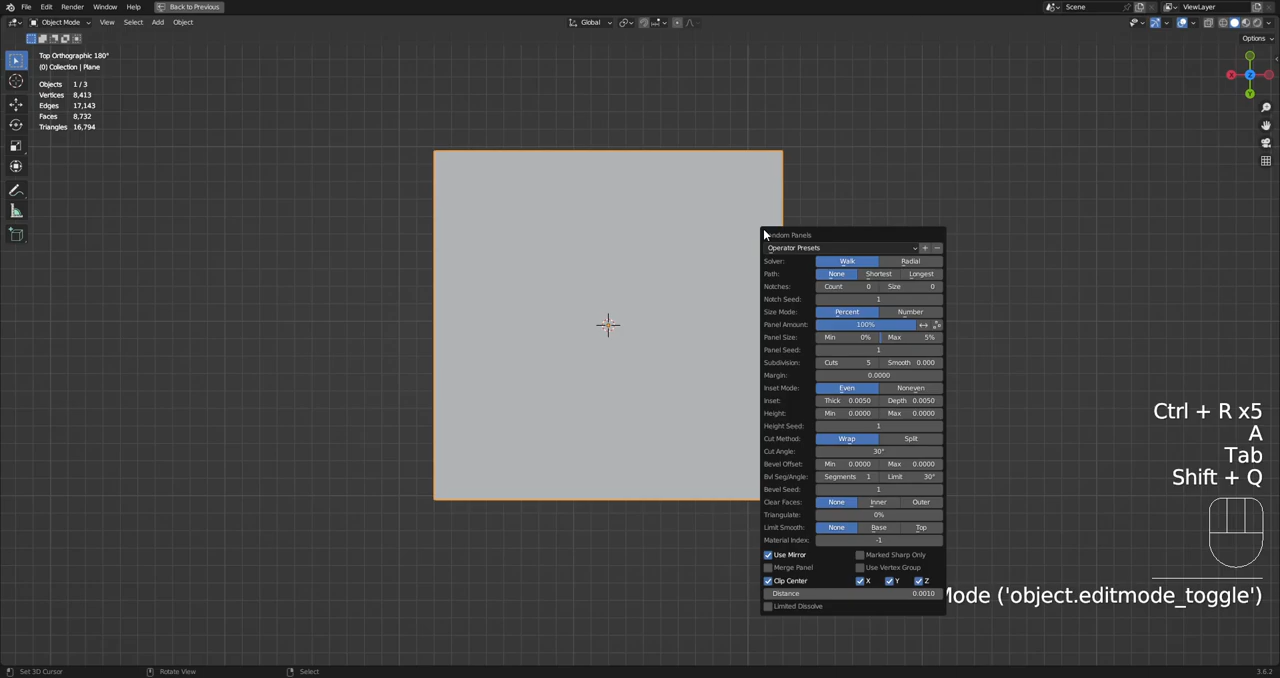 File Edit Render Window Help Back to Previous Scene ViewLayer
Object Mode View Select Add Object Global
Options
Top Orthographic 180°
(0) Collection | Plane
Objects 1 / 3
Vertices 8,413
Edges 17,143
Faces 8,732
Triangles 16,794
X Z Y
ndom Panels
Operator Presets
Solver: Walk Radial
Path: None Shortest Longest
Notches: Count 0 Size 0
Notch Seed: 1
Size Mode: Percent Number
Panel Amount: 100%
Panel Size: Min 0% Max 5%
Panel Seed: 1
Subdivision: Cuts 5 Smooth 0.000
Margin: 0.0000
Inset Mode: Even Noneven
Inset: Thick 0.0050 Depth 0.0050
Height: Min 0.0000 Max 0.0000
Height Seed: 1
Cut Method: Wrap Split
Cut Angle: 30°
Bevel Offset: Min 0.0000 Max 0.0000
Bvl Seg/Angle: Segments 1 Limit 30°
Bevel Seed: 1
Clear Faces: None Inner Outer
Triangulate: 0%
Limit Smooth: None Base Top
Material Index: -1
Use Mirror Marked Sharp Only
Merge Panel Use Vertex Group
Clip Center X Y Z
Distance 0.0010
Limited Dissolve
Ctrl + R x5
A
Tab
Shift + Q
Mode ('object.editmode_toggle')
Set 3D Cursor Rotate View Select 3.6.2